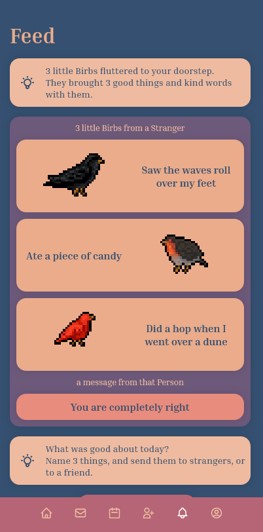 Feed
3 little Birbs fluttered to your doorstep.
They brought 3 good things and kind words
with them.
3 little Birbs from a Stranger
Saw the waves roll
over my feet
Ate a piece of candy
Did a hop when I
went over a dune
a message from that Person
You are completely right
What was good about today?
Name 3 things, and send them to strangers, or
to a friend.